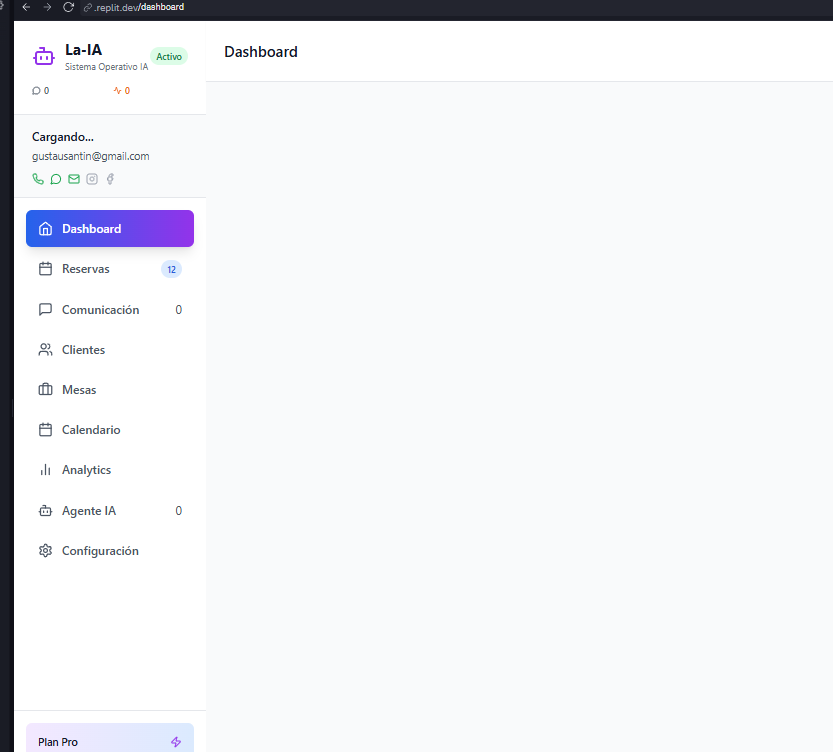 .replit.dev/dashboard
La-IA
Sistema Operativo IA
Activo
0
0
Dashboard
Cargando...
gustausantin@gmail.com
Dashboard
Reservas 12
Comunicación 0
Clientes
Mesas
Calendario
Analytics
Agente IA 0
Configuración
Plan Pro